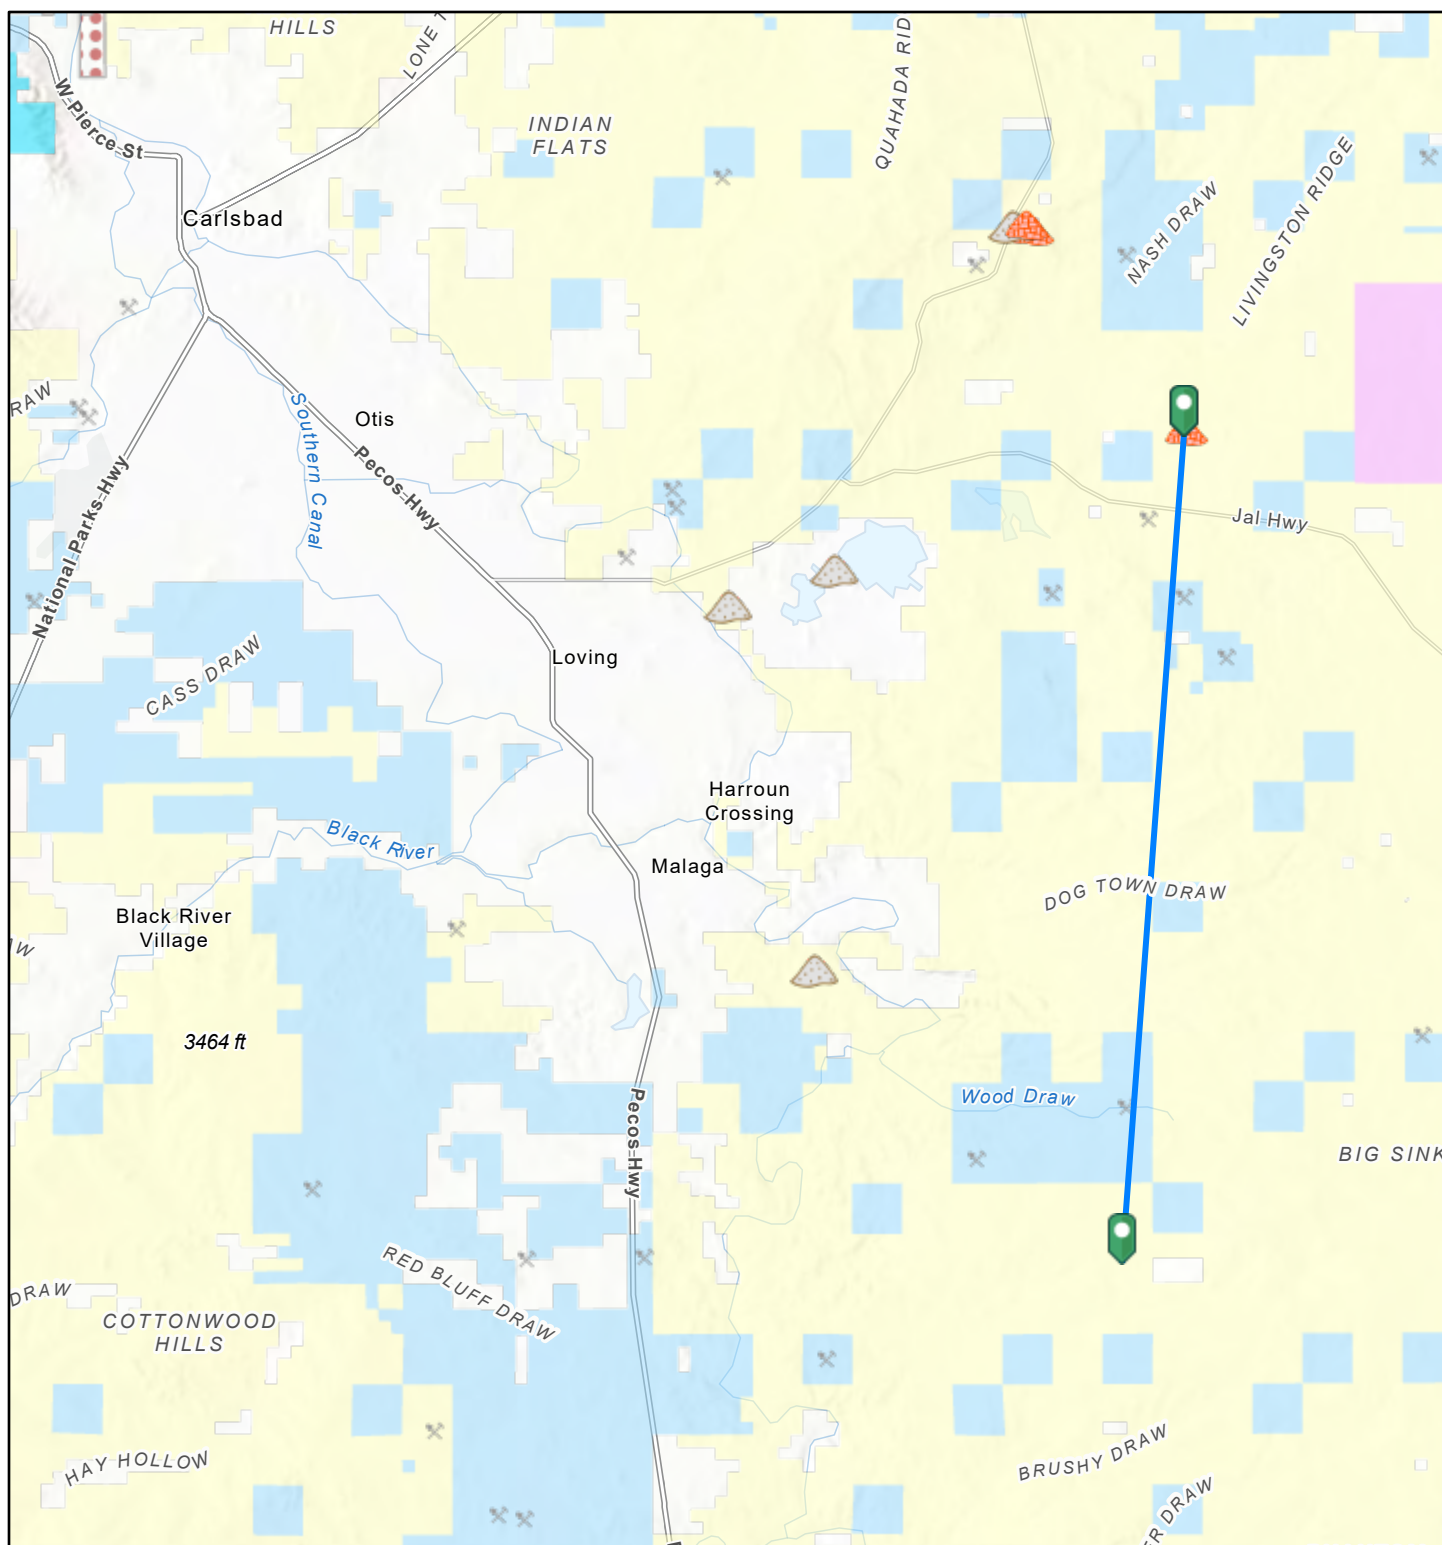 HILLS
LONE
QUAHADA RID
W Pierce St
INDIAN
FLATS
LIVINGSTON RIDGE
NASH DRAW
Carlsbad
RAW
Southern Canal
Otis
Pecos Hwy
National Parks Hwy
Jal Hwy
CASS DRAW
Loving
Harroun
Crossing
Black River
Malaga
DOG TOWN DRAW
Black River
Village
W
3464 ft
Wood Draw
Pecos Hwy
BIG SINK
RED BLUFF DRAW
DRAW
COTTONWOOD
HILLS
HAY HOLLOW
BRUSHY DRAW
ER DRAW